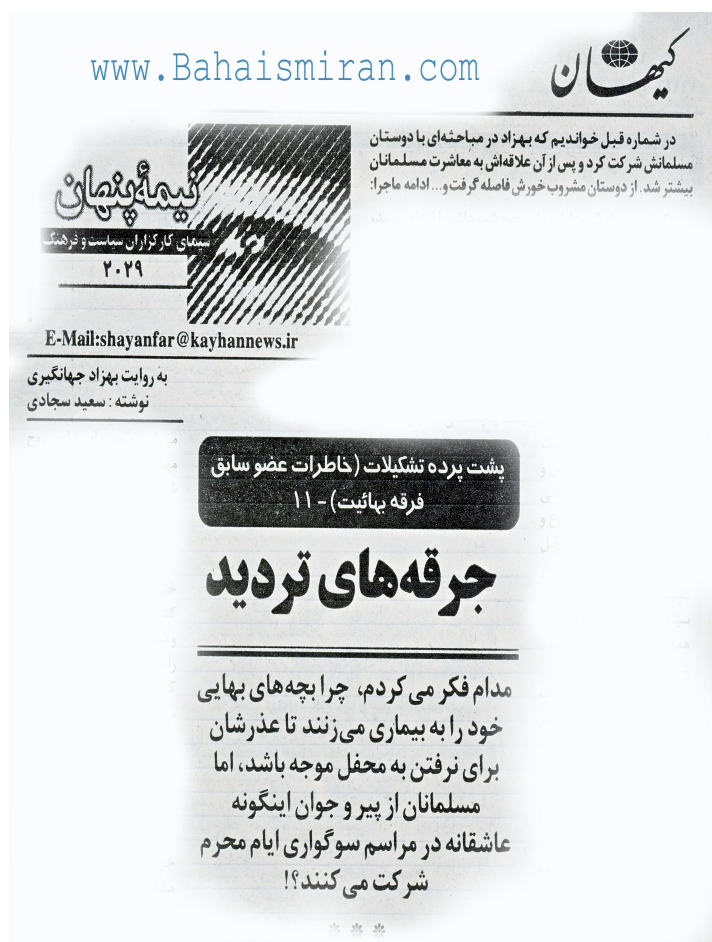 www.Bahaismiran.com
کیهان
در شماره قبل خواندیم که بهزاد در مباحثه‌ای با دوستان
مسلمانش شرکت کرد و پس از آن علاقه‌اش به معاشرت مسلمانان
بیشتر شد. از دوستان مشروب خورش فاصله گرفت و... ادامه ماجرا:
نیمهٔ پنهان
سیمای کارگزاران سیاست و فرهنگ
۲۰۲۹
E-Mail:shayanfar@kayhannews.ir
به روایت بهزاد جهانگیری
نوشته : سعید سجادی
پشت پرده تشکیلات (خاطرات عضو سابق
فرقه بهائیت) - ۱۱
جرقه‌های تردید
مدام فکر می‌کردم، چرا بچه‌های بهایی
خود را به بیماری می‌زنند تا عذرشان
برای نرفتن به محفل موجه باشد، اما
مسلمانان از پیر و جوان اینگونه
عاشقانه در مراسم سوگواری ایام محرم
شرکت می‌کنند؟!
* * *